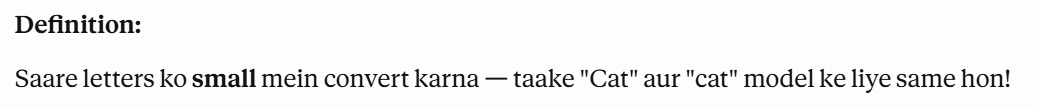 Definition:
Saare letters ko small mein convert karna — taake "Cat" aur "cat" model ke liye same hon!